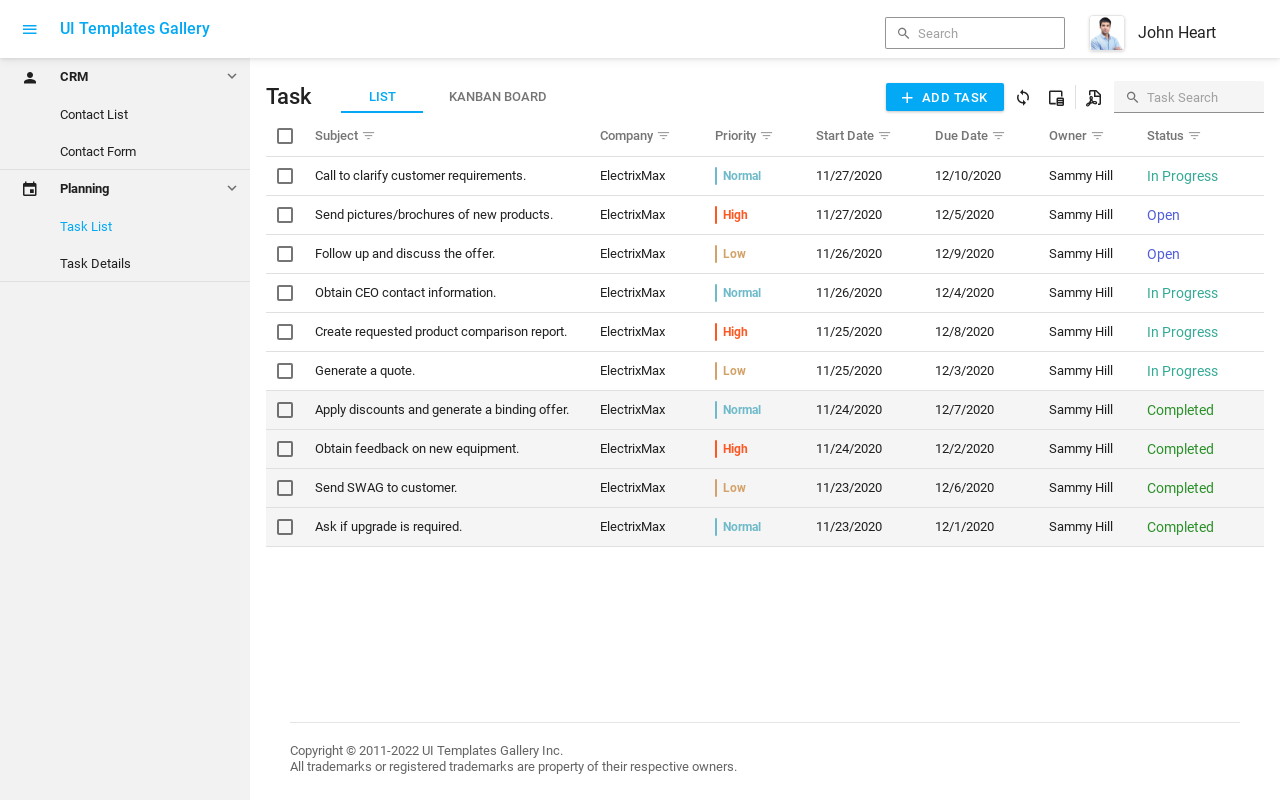 UI Templates Gallery
Search
John Heart
CRM
Contact List
Contact Form
Planning
Task List
Task Details
Task
LIST
KANBAN BOARD
ADD TASK
Task Search
Subject Company Priority Start Date Due Date Owner Status
Call to clarify customer requirements. ElectrixMax Normal 11/27/2020 12/10/2020 Sammy Hill In Progress
Send pictures/brochures of new products. ElectrixMax High 11/27/2020 12/5/2020 Sammy Hill Open
Follow up and discuss the offer. ElectrixMax Low 11/26/2020 12/9/2020 Sammy Hill Open
Obtain CEO contact information. ElectrixMax Normal 11/26/2020 12/4/2020 Sammy Hill In Progress
Create requested product comparison report. ElectrixMax High 11/25/2020 12/8/2020 Sammy Hill In Progress
Generate a quote. ElectrixMax Low 11/25/2020 12/3/2020 Sammy Hill In Progress
Apply discounts and generate a binding offer. ElectrixMax Normal 11/24/2020 12/7/2020 Sammy Hill Completed
Obtain feedback on new equipment. ElectrixMax High 11/24/2020 12/2/2020 Sammy Hill Completed
Send SWAG to customer. ElectrixMax Low 11/23/2020 12/6/2020 Sammy Hill Completed
Ask if upgrade is required. ElectrixMax Normal 11/23/2020 12/1/2020 Sammy Hill Completed
Copyright © 2011-2022 UI Templates Gallery Inc.
All trademarks or registered trademarks are property of their respective owners.